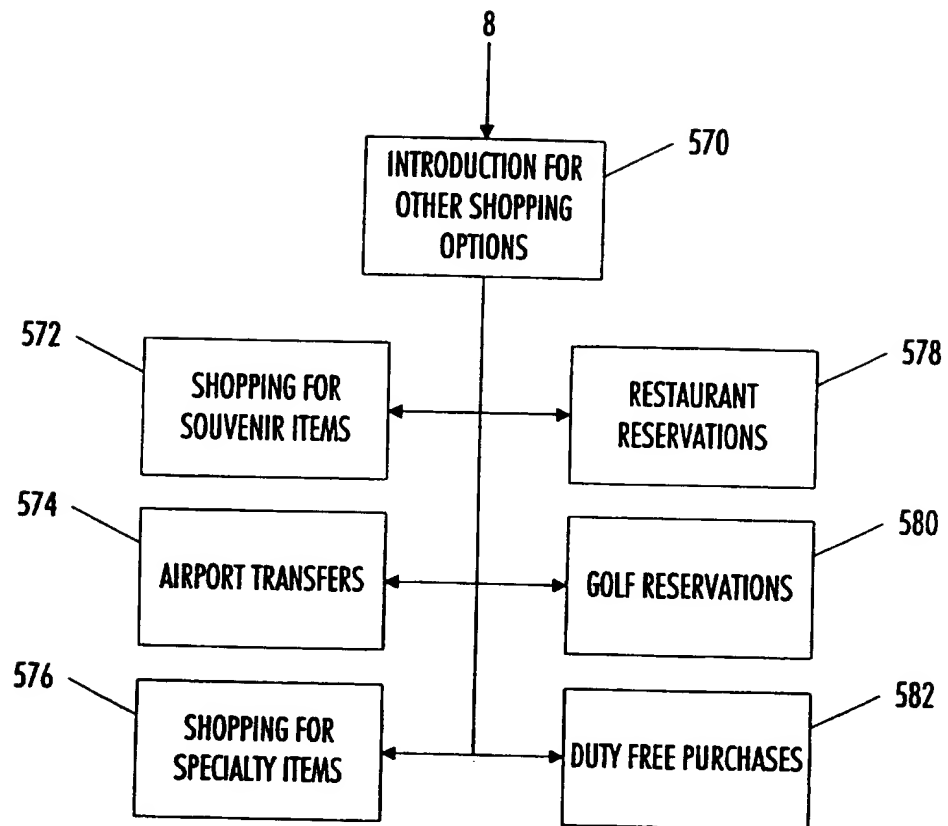 8
570
INTRODUCTION FOR
OTHER SHOPPING
OPTIONS
572
SHOPPING FOR
SOUVENIR ITEMS
578
RESTAURANT
RESERVATIONS
574
AIRPORT TRANSFERS
580
GOLF RESERVATIONS
576
SHOPPING FOR
SPECIALTY ITEMS
582
DUTY FREE PURCHASES